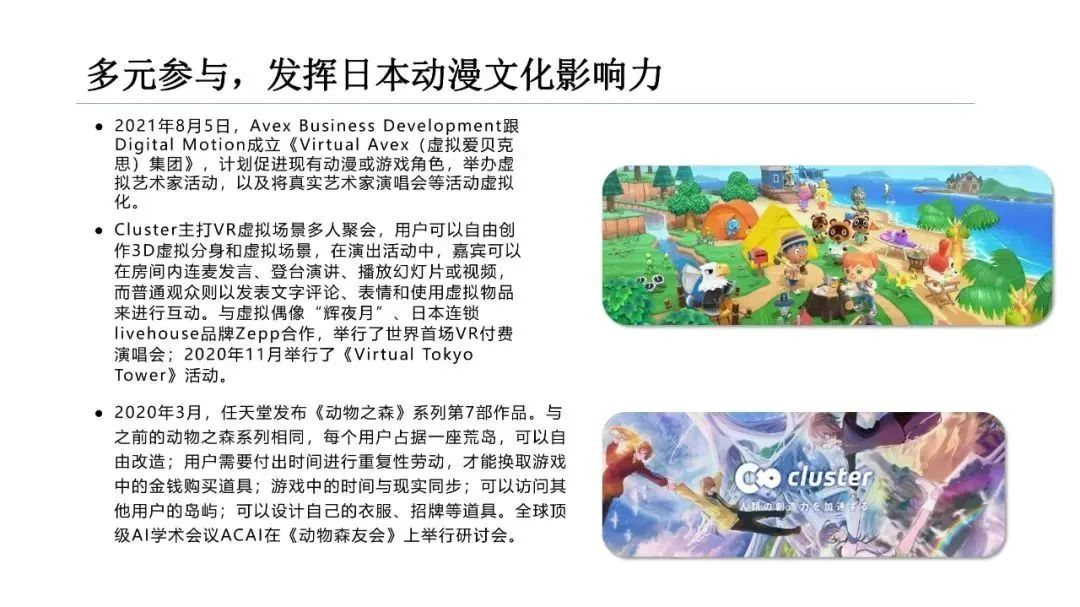 多元参与，发挥日本动漫文化影响力
• 2021年8月5日，Avex Business Development跟
Digital Motion成立《Virtual Avex（虚拟爱贝克
思）集团》，计划促进现有动漫或游戏角色，举办虚
拟艺术家活动，以及将真实艺术家演唱会等活动虚拟
化。
• Cluster主打VR虚拟场景多人聚会，用户可以自由创
作3D虚拟分身和虚拟场景，在演出活动中，嘉宾可以
在房间内连麦发言、登台演讲、播放幻灯片或视频，
而普通观众则以发表文字评论、表情和使用虚拟物品
来进行互动。与虚拟偶像“辉夜月”、日本连锁
livehouse品牌Zepp合作，举行了世界首场VR付费
演唱会；2020年11月举行了《Virtual Tokyo
Tower》活动。
• 2020年3月，任天堂发布《动物之森》系列第7部作品。与
之前的动物之森系列相同，每个用户占据一座荒岛，可以自
由改造；用户需要付出时间进行重复性劳动，才能换取游戏
中的金钱购买道具；游戏中的时间与现实同步；可以访问其
他用户的岛屿；可以设计自己的衣服、招牌等道具。全球顶
级AI学术会议ACAI在《动物森友会》上举行研讨会。
cluster
人類の創造力を加速する